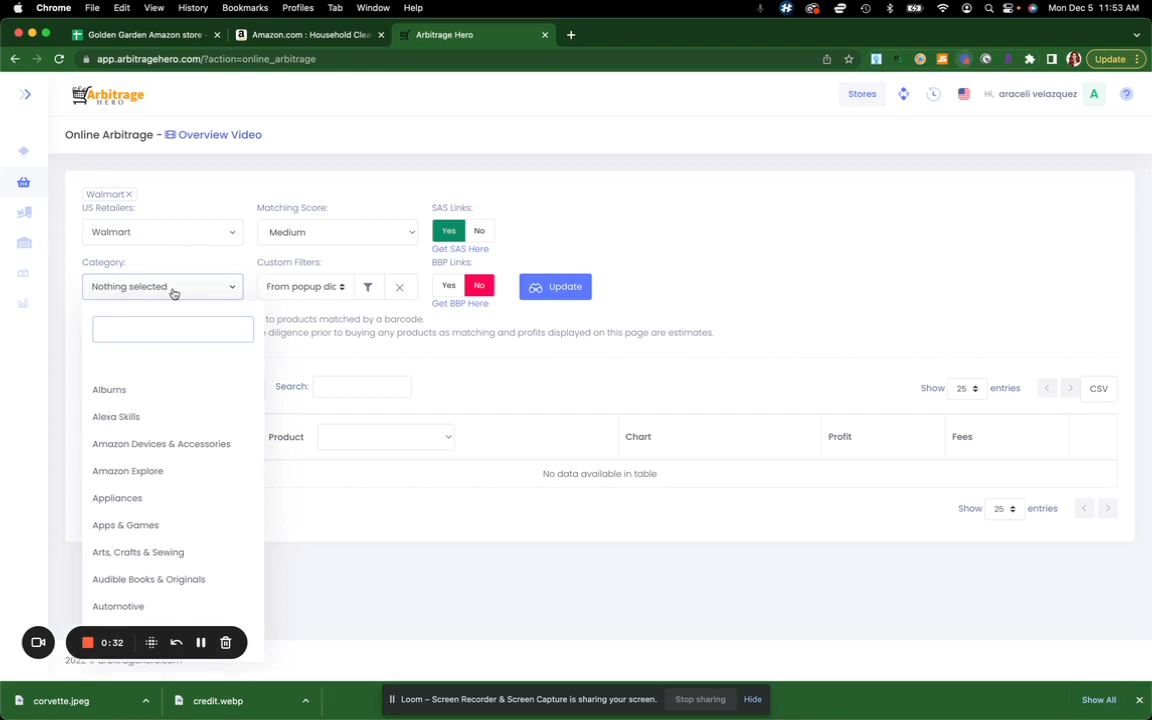 Chrome File Edit View History Bookmarks Profiles Tab Window Help Mon Dec 5 11:53 AM
Golden Garden Amazon store - Amazon.com : Household Clea Arbitrage Hero
app.arbitragehero.com/?action=online_arbitrage Update
Arbitrage HERO Stores Hi, araceli velazquez A
Online Arbitrage - Overview Video
Walmart
US Retailers: Matching Score: SAS Links:
Walmart Medium Yes No
Get SAS Here
Category: Custom Filters: BBP Links:
Nothing selected From popup dic Yes No Update
Get BBP Here
to products matched by a barcode.
diligence prior to buying any products as matching and profits displayed on this page are estimates.
Search: Show 25 entries CSV
Albums
Alexa Skills
Product Chart Profit Fees
Amazon Devices & Accessories
Amazon Explore No data available in table
Appliances
Show 25 entries
Apps & Games
Arts, Crafts & Sewing
Audible Books & Originals
Automotive
0:32
corvette.jpeg credit.webp Loom – Screen Recorder & Screen Capture is sharing your screen. Stop sharing Hide Show All